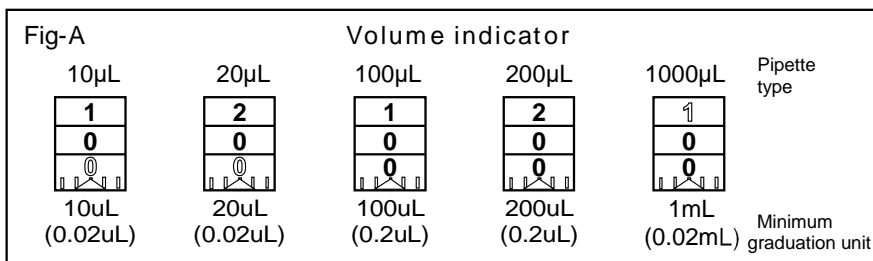 Fig-A
Volume indicator
10µL 20µL 100µL 200µL 1000µL Pipette type
1 2 1 2 1
0 0 0 0 0
0 0 0 0 0
10uL 20uL 100uL 200uL 1mL
(0.02uL) (0.02uL) (0.2uL) (0.2uL) (0.02mL) Minimum graduation unit